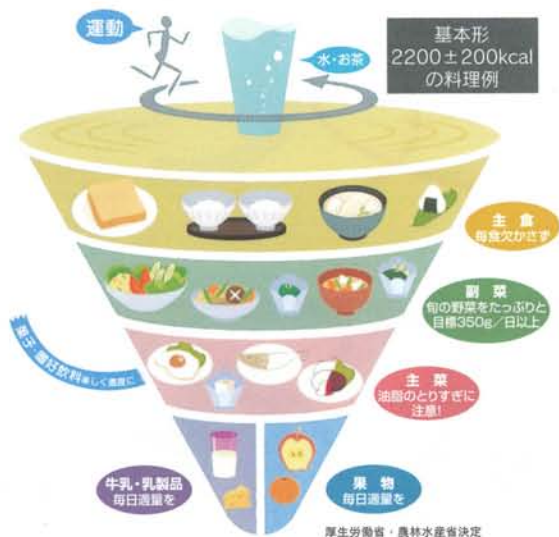 運動
水・お茶
基本形
2200±200kcal
の料理例
主食
毎食欠かさず
副菜
旬の野菜をたっぷりと
目標350g／日以上
菓子・嗜好飲料楽しく適度に
主菜
油脂のとりすぎに
注意!
牛乳・乳製品
毎日適量を
果物
毎日適量を
厚生労働省・農林水産省決定